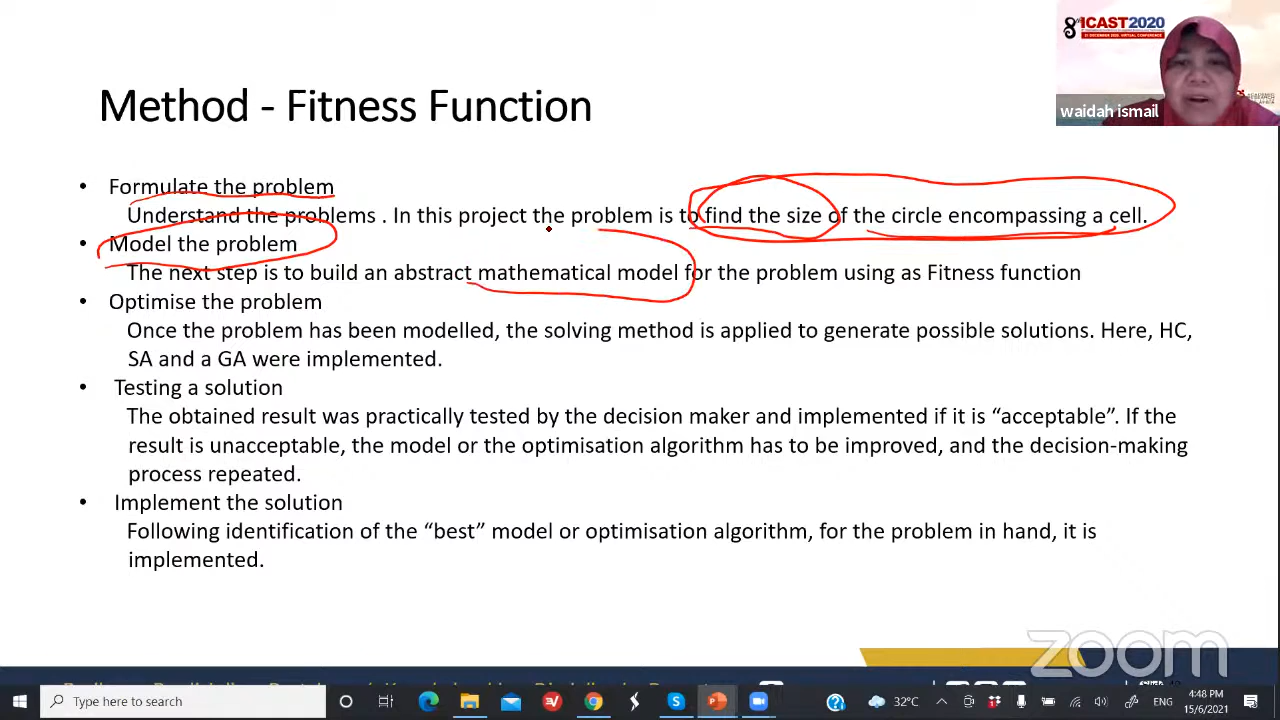 8th ICAST2020
21 DECEMBER 2020, VIRTUAL CONFERENCE
waidah ismail
Method - Fitness Function
• Formulate the problem
Understand the problems . In this project the problem is to find the size of the circle encompassing a cell.
• Model the problem
The next step is to build an abstract mathematical model for the problem using as Fitness function
• Optimise the problem
Once the problem has been modelled, the solving method is applied to generate possible solutions. Here, HC,
SA and a GA were implemented.
• Testing a solution
The obtained result was practically tested by the decision maker and implemented if it is “acceptable”. If the
result is unacceptable, the model or the optimisation algorithm has to be improved, and the decision-making
process repeated.
• Implement the solution
Following identification of the “best” model or optimisation algorithm, for the problem in hand, it is
implemented.
zoom
Type here to search
32°C
ENG
4:48 PM
15/6/2021